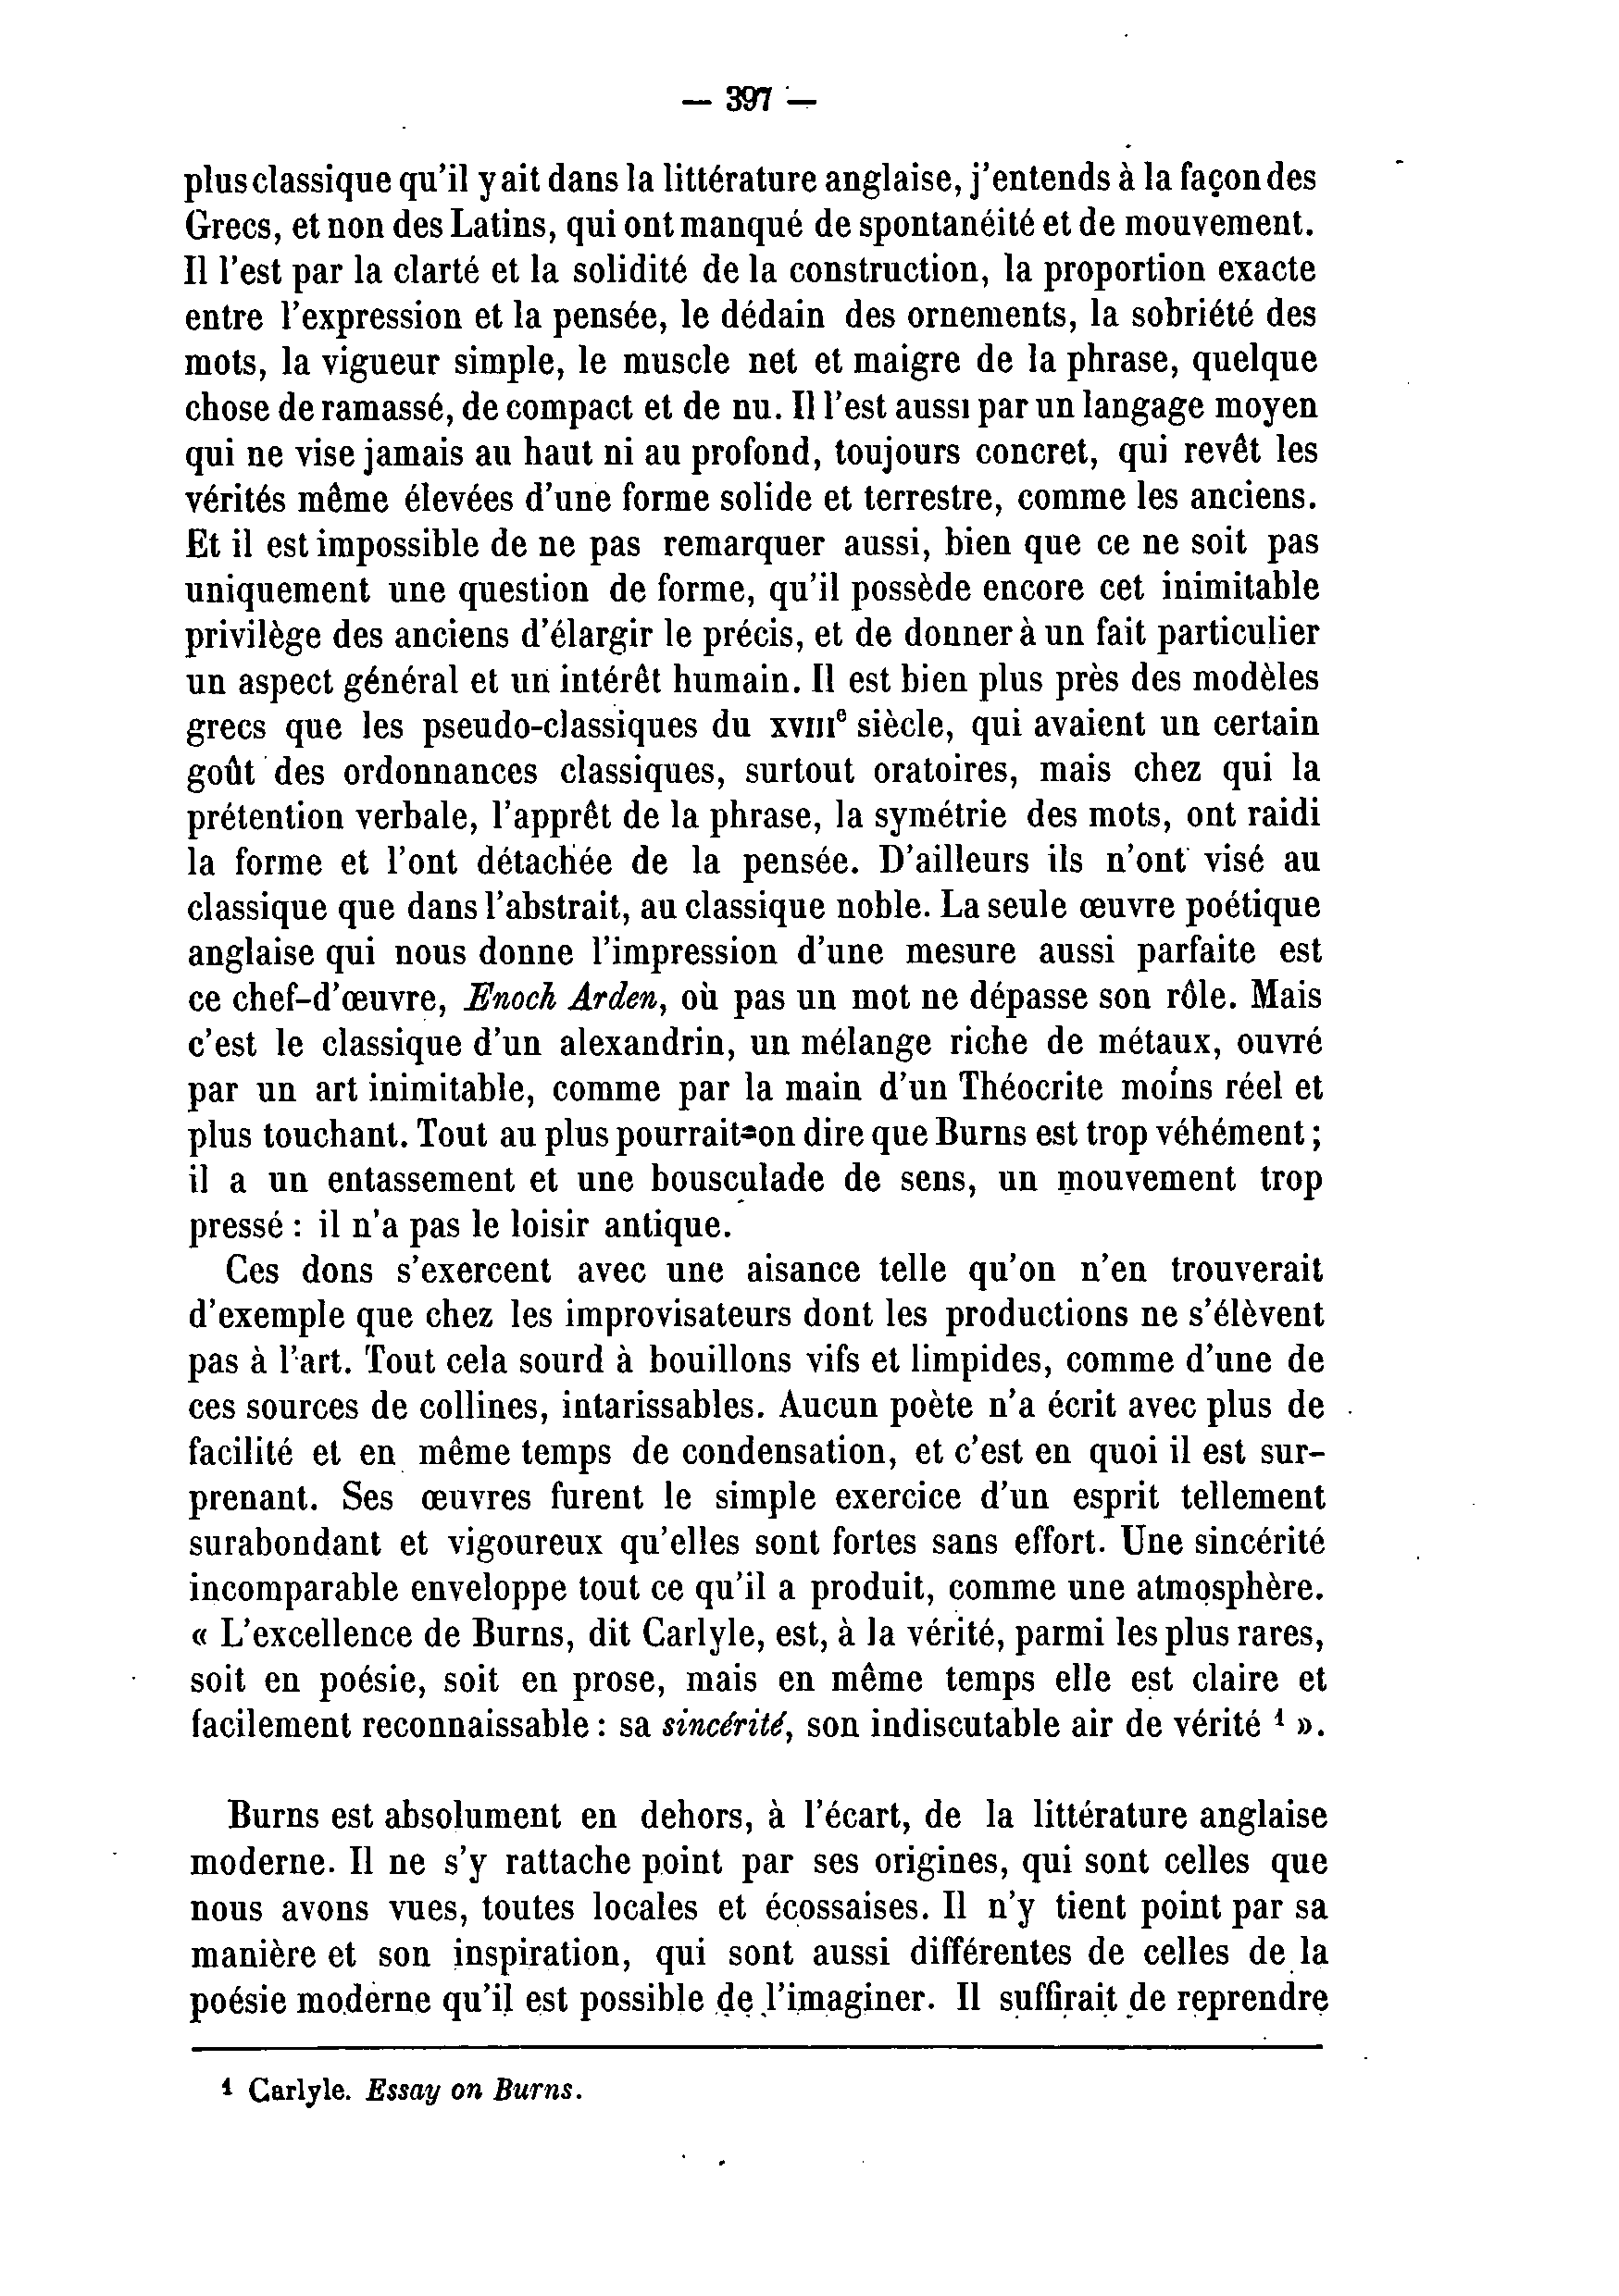 — 397 —
plus classique qu'il y ait dans la littérature anglaise, j'entends à la façon des
Grecs, et non des Latins, qui ont manqué de spontanéité et de mouvement.
Il l'est par la clarté et la solidité de la construction, la proportion exacte
entre l'expression et la pensée, le dédain des ornements, la sobriété des
mots, la vigueur simple, le muscle net et maigre de la phrase, quelque
chose de ramassé, de compact et de nu. Il l'est aussi par un langage moyen
qui ne vise jamais au haut ni au profond, toujours concret, qui revêt les
vérités même élevées d'une forme solide et terrestre, comme les anciens.
Et il est impossible de ne pas remarquer aussi, bien que ce ne soit pas
uniquement une question de forme, qu'il possède encore cet inimitable
privilège des anciens d'élargir le précis, et de donner à un fait particulier
un aspect général et un intérêt humain. Il est bien plus près des modèles
grecs que les pseudo-classiques du XVIIIe siècle, qui avaient un certain
goût des ordonnances classiques, surtout oratoires, mais chez qui la
prétention verbale, l'apprêt de la phrase, la symétrie des mots, ont raidi
la forme et l'ont détachée de la pensée. D'ailleurs ils n'ont visé au
classique que dans l'abstrait, au classique noble. La seule œuvre poétique
anglaise qui nous donne l'impression d'une mesure aussi parfaite est
ce chef-d'œuvre, Enoch Arden, où pas un mot ne dépasse son rôle. Mais
c'est le classique d'un alexandrin, un mélange riche de métaux, ouvré
par un art inimitable, comme par la main d'un Théocrite moins réel et
plus touchant. Tout au plus pourrait-on dire que Burns est trop véhément ;
il a un entassement et une bousculade de sens, un mouvement trop
pressé : il n'a pas le loisir antique.
Ces dons s'exercent avec une aisance telle qu'on n'en trouverait
d'exemple que chez les improvisateurs dont les productions ne s'élèvent
pas à l'art. Tout cela sourd à bouillons vifs et limpides, comme d'une de
ces sources de collines, intarissables. Aucun poète n'a écrit avec plus de
facilité et en même temps de condensation, et c'est en quoi il est sur-
prenant. Ses œuvres furent le simple exercice d'un esprit tellement
surabondant et vigoureux qu'elles sont fortes sans effort. Une sincérité
incomparable enveloppe tout ce qu'il a produit, comme une atmosphère.
« L'excellence de Burns, dit Carlyle, est, à la vérité, parmi les plus rares,
soit en poésie, soit en prose, mais en même temps elle est claire et
facilement reconnaissable : sa sincérité, son indiscutable air de vérité 1 ».
Burns est absolument en dehors, à l'écart, de la littérature anglaise
moderne. Il ne s'y rattache point par ses origines, qui sont celles que
nous avons vues, toutes locales et écossaises. Il n'y tient point par sa
manière et son inspiration, qui sont aussi différentes de celles de la
poésie moderne qu'il est possible de l'imaginer. Il suffirait de reprendre
1 Carlyle. Essay on Burns.